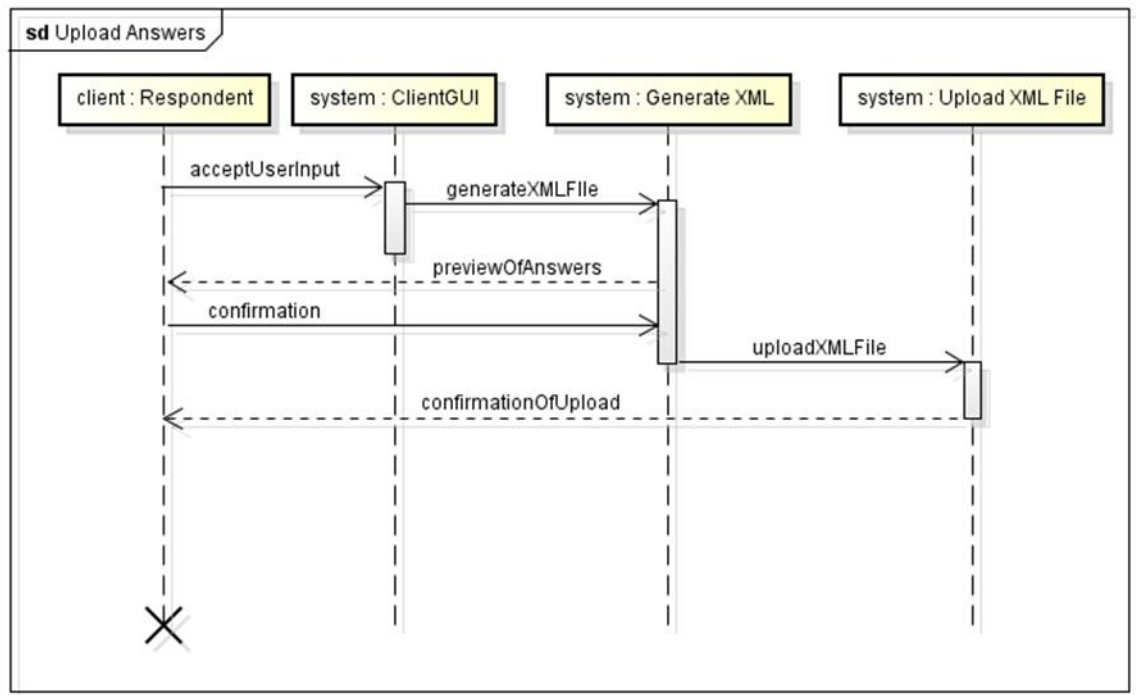 sd Upload Answers
client : Respondent
system : ClientGUI
system : Generate XML
system : Upload XML File
acceptUserInput
generateXMLFIle
previewOfAnswers
confirmation
uploadXMLFile
confirmationOfUpload